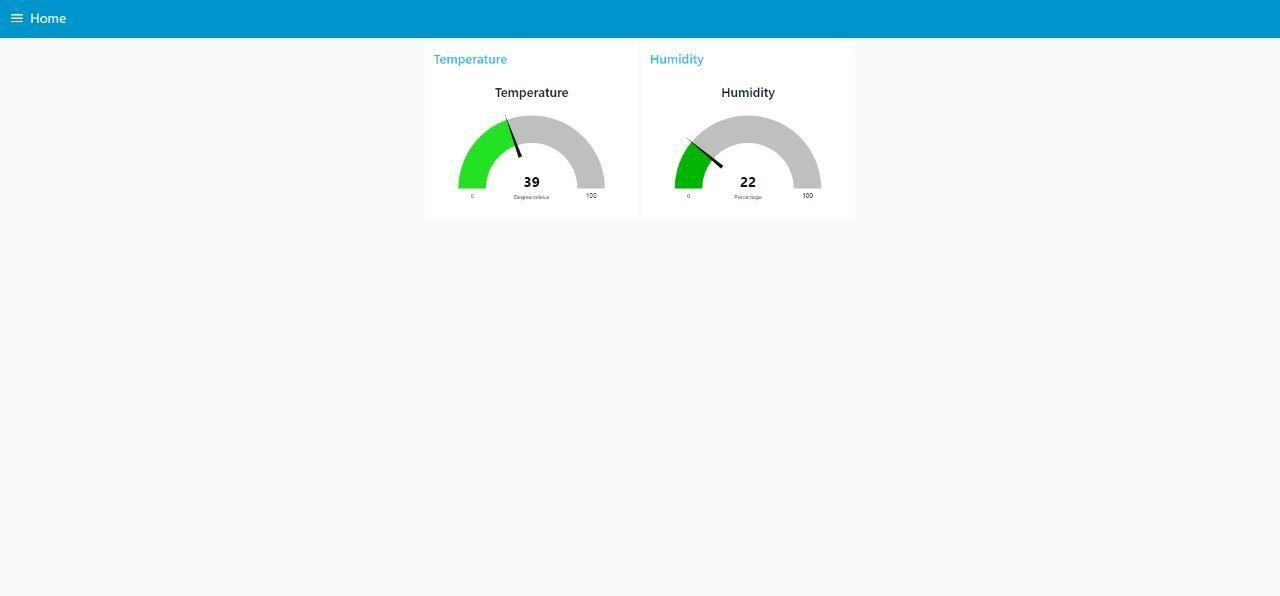 Home
Temperature
Temperature
39
0
Degree celsius
100
Humidity
Humidity
22
0
Percentage
100